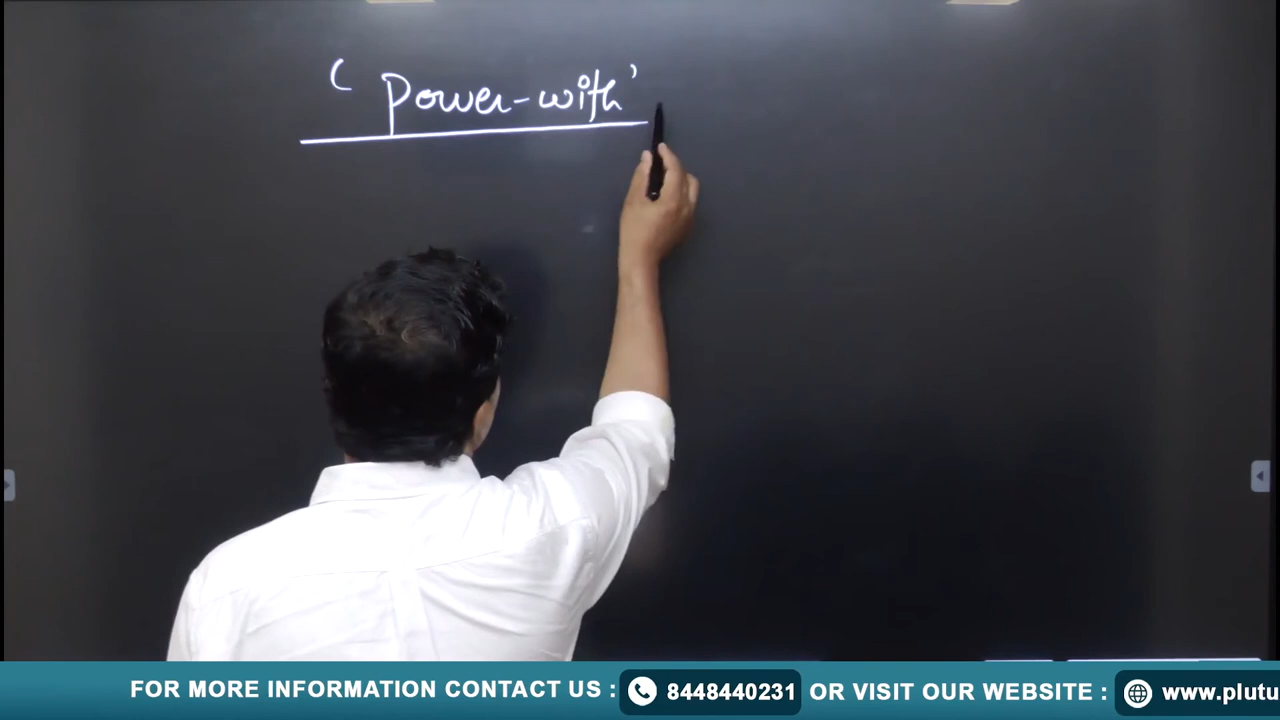 ‘ Power-with ’
FOR MORE INFORMATION CONTACT US : 8448440231 OR VISIT OUR WEBSITE : www.plutu